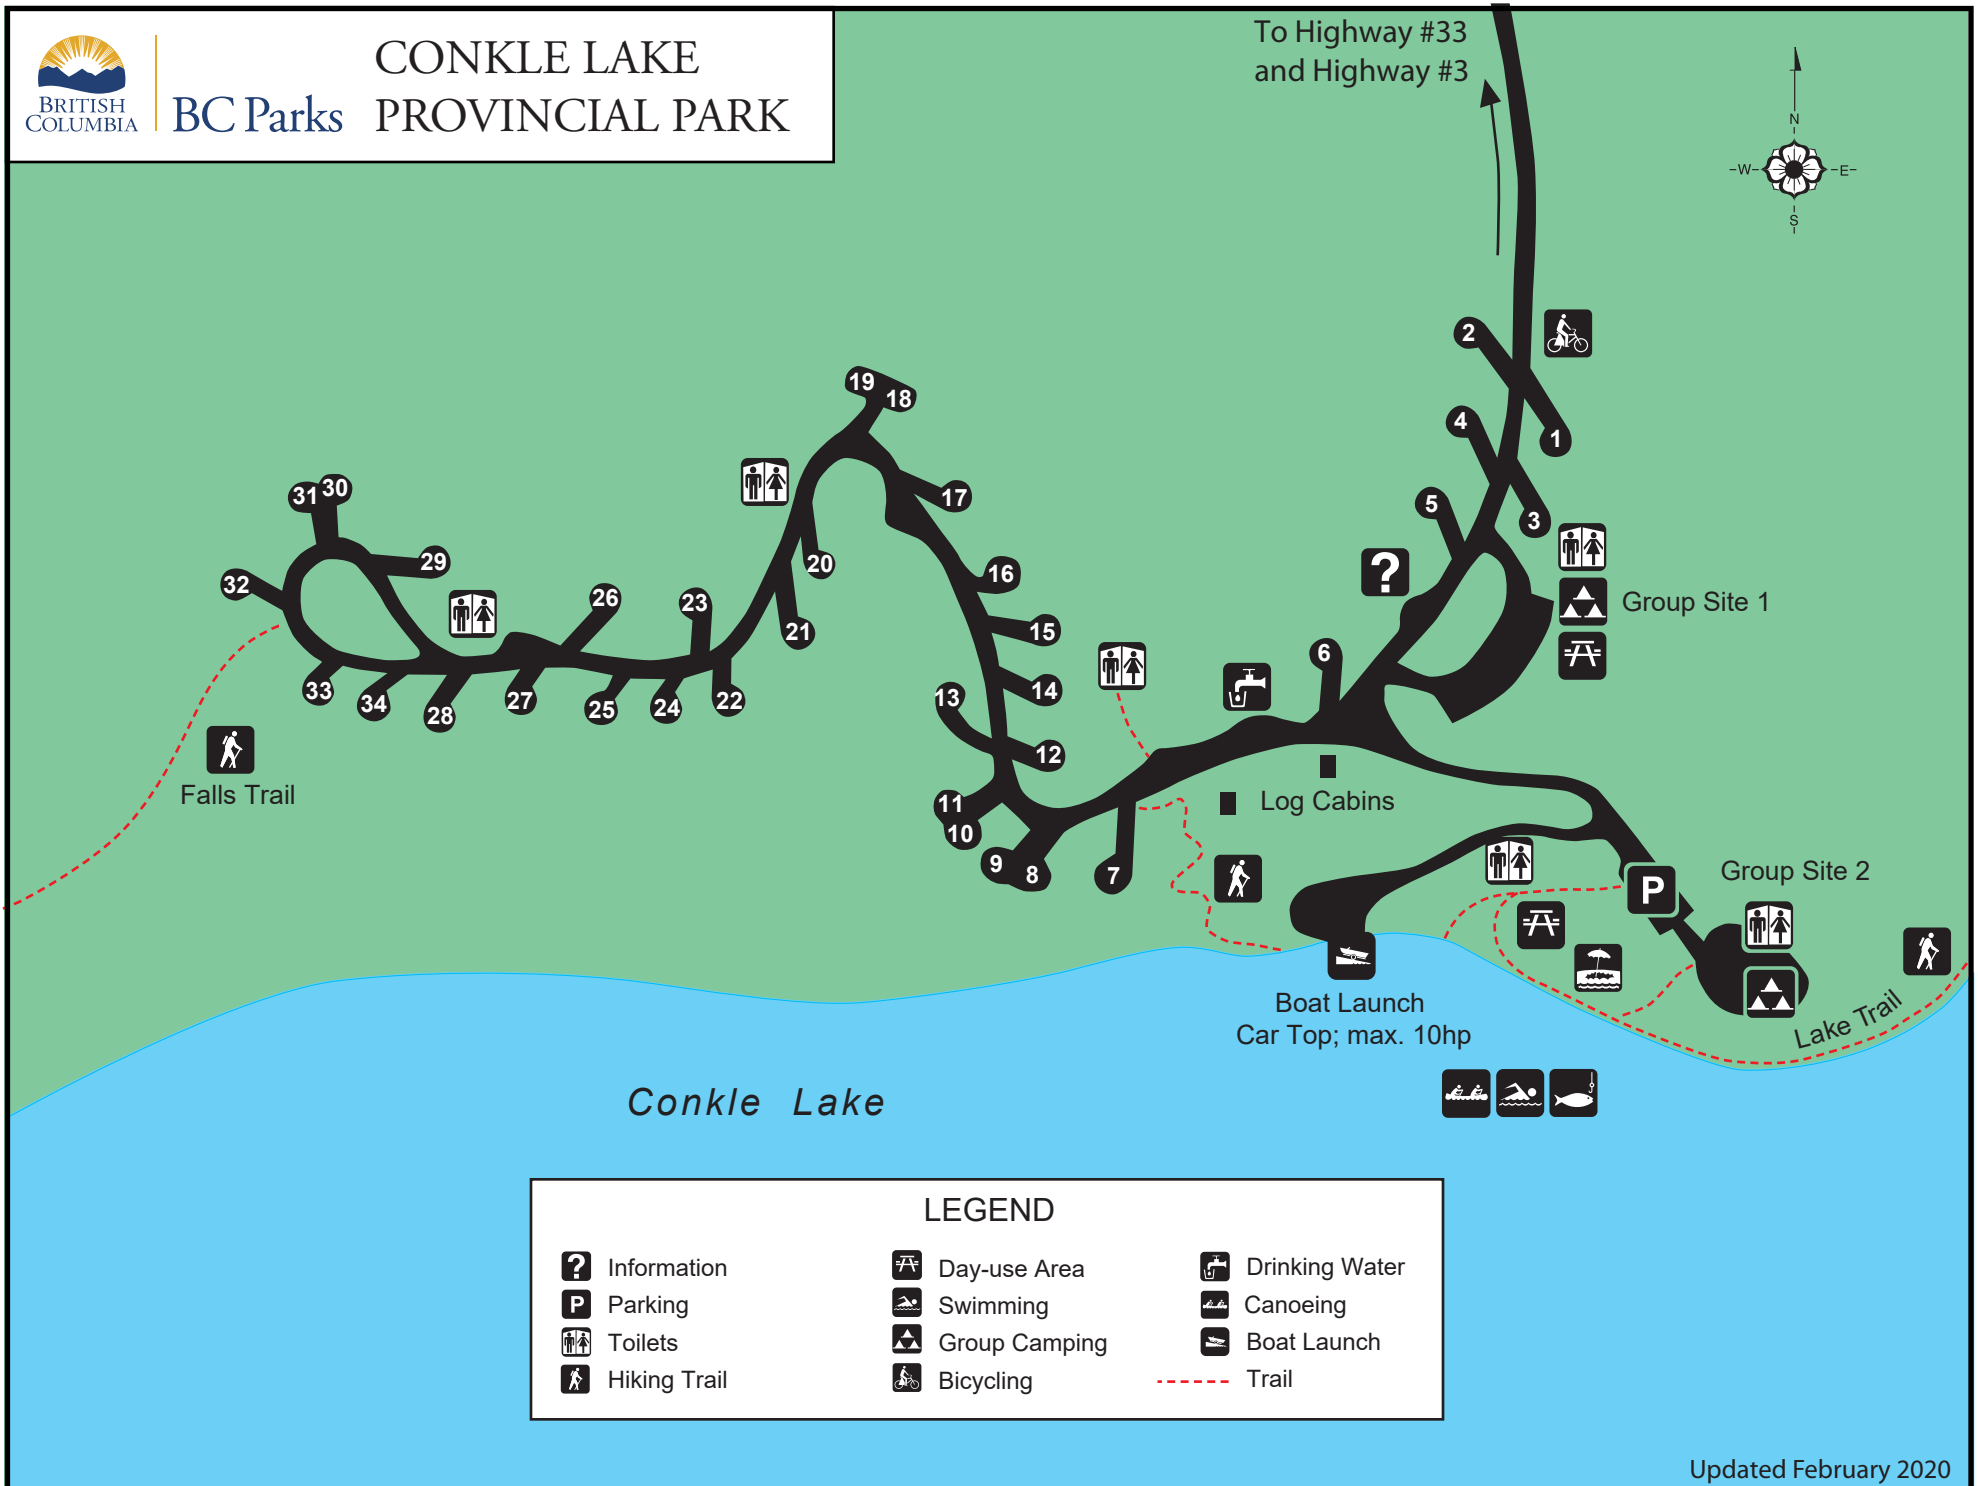 BRITISH
COLUMBIA
BC Parks
CONKLE LAKE
PROVINCIAL PARK
To Highway #33
and Highway #3
N
W
E
S
2
4
1
5
3
19
18
17
31
30
29
32
20
16
26
23
21
15
Group Site 1
6
33
34
28
27
25
24
22
13
14
12
Falls Trail
11
10
Log Cabins
9
8
7
P
Group Site 2
Lake Trail
Boat Launch
Car Top; max. 10hp
Conkle Lake
LEGEND
? Information
P Parking
Toilets
Hiking Trail
Day-use Area
Swimming
Group Camping
Bicycling
Drinking Water
Canoeing
Boat Launch
Trail
?
Updated February 2020